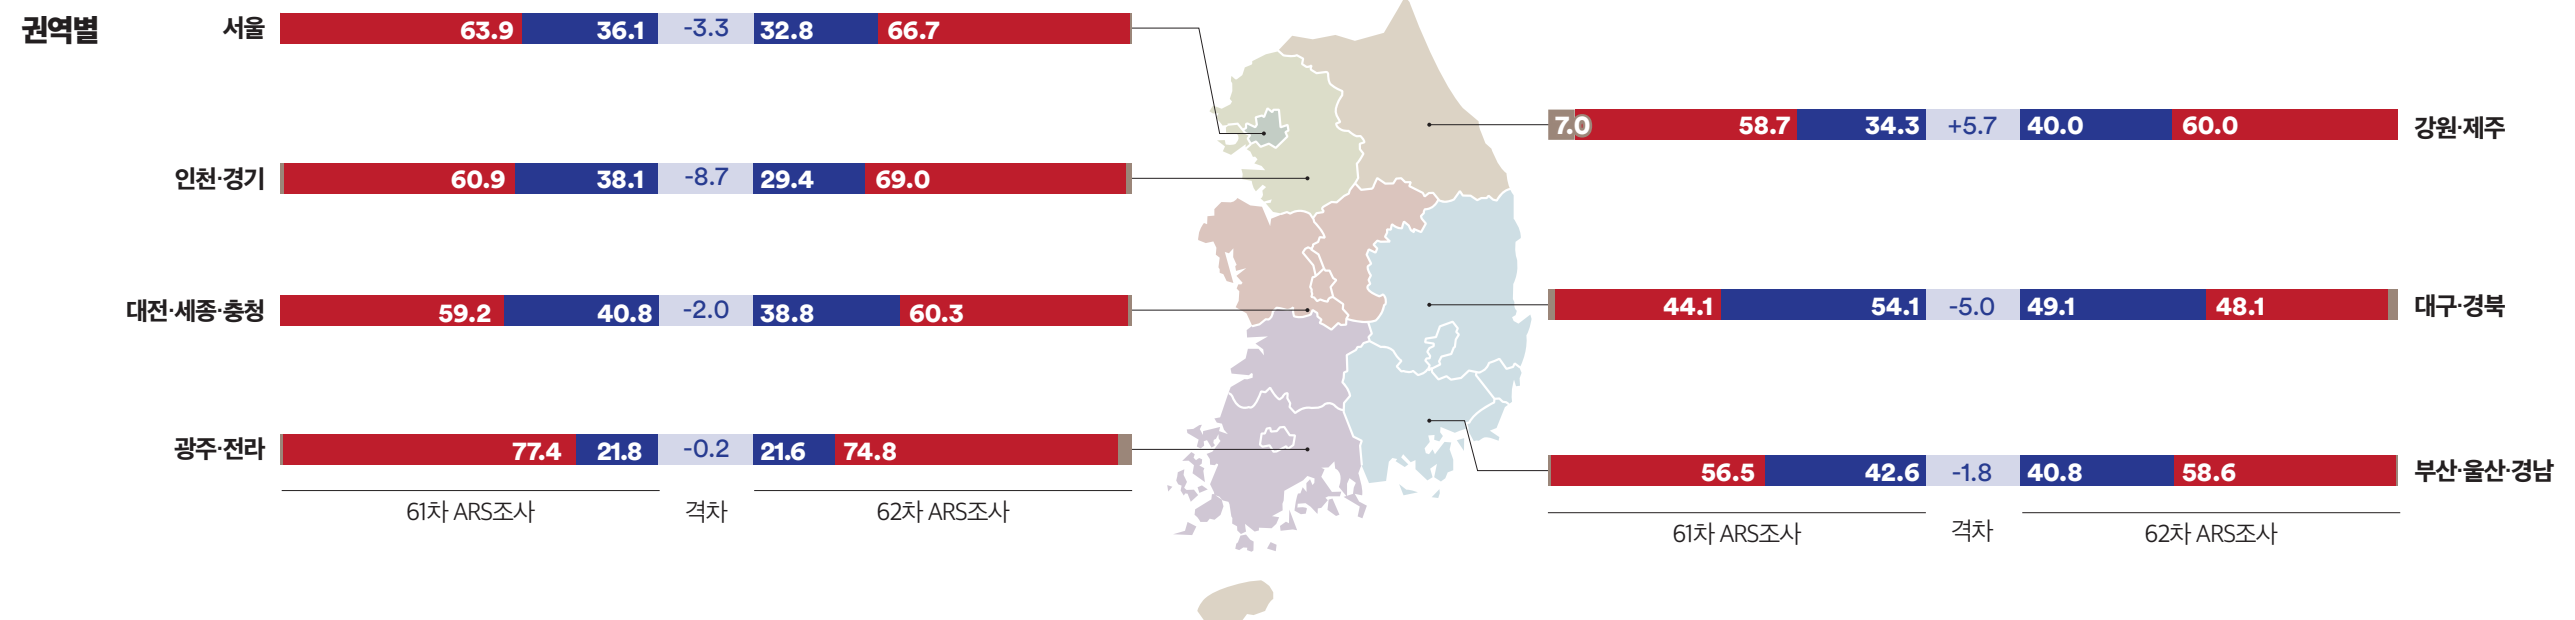 권역별
서울 63.9 36.1 -3.3 32.8 66.7
인천·경기 60.9 38.1 -8.7 29.4 69.0
대전·세종·충청 59.2 40.8 -2.0 38.8 60.3
광주·전라 77.4 21.8 -0.2 21.6 74.8
61차 ARS조사 격차 62차 ARS조사
7.0 58.7 34.3 +5.7 40.0 60.0 강원·제주
44.1 54.1 -5.0 49.1 48.1 대구·경북
56.5 42.6 -1.8 40.8 58.6 부산·울산·경남
61차 ARS조사 격차 62차 ARS조사